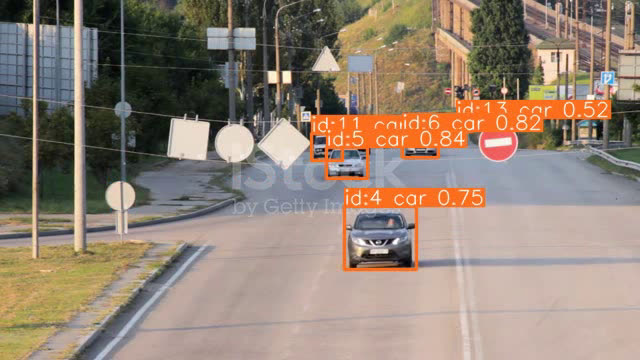 id:13 car 0.52
id:11
id:6 car 0.82
id:5 car 0.84
iStock
by Getty Images
id:4 car 0.75